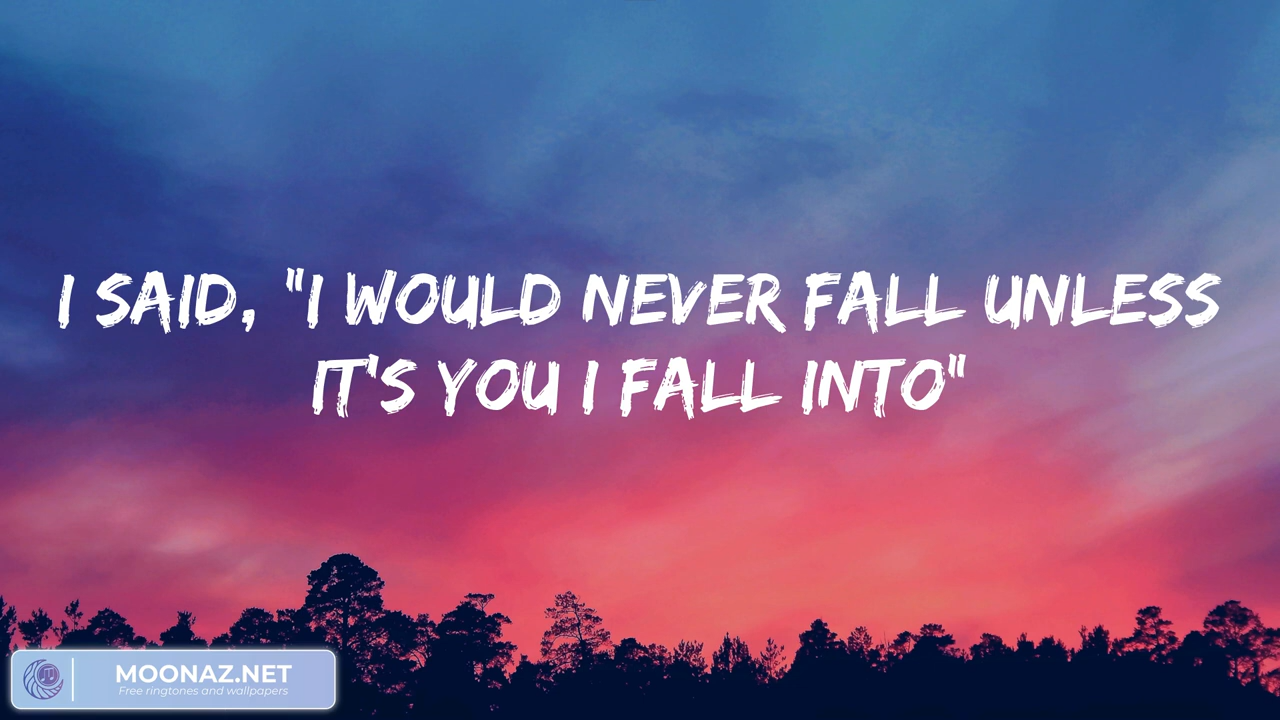 I SAID, "I WOULD NEVER FALL UNLESS
IT'S YOU I FALL INTO"
MOONAZ.NET
Free ringtones and wallpapers